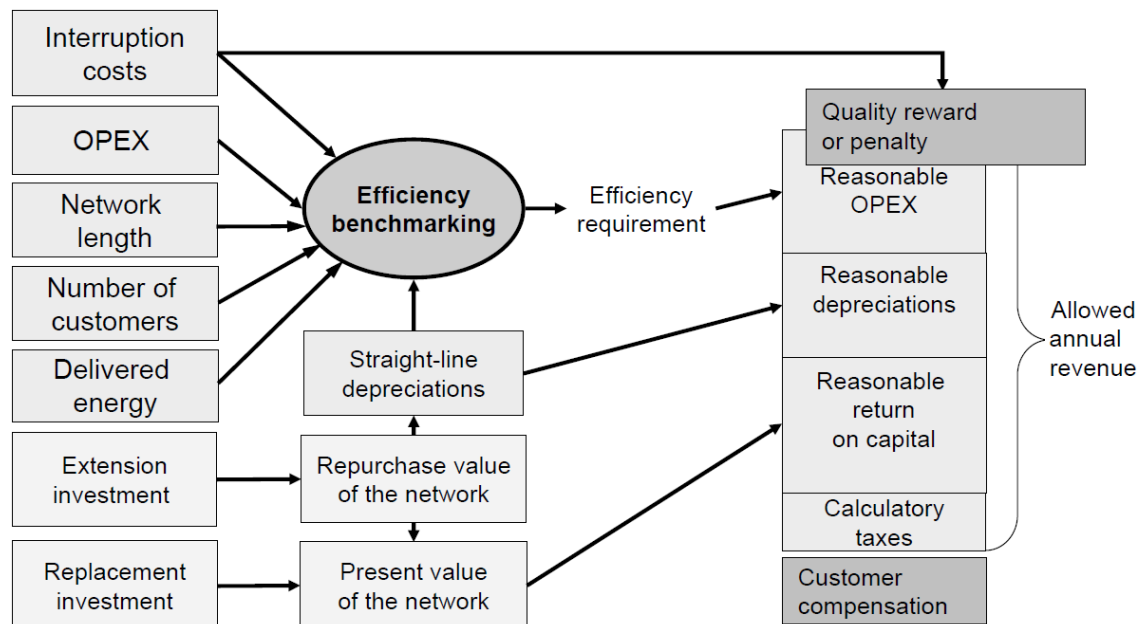 Interruption
costs
OPEX
Network
length
Number of
customers
Delivered
energy
Extension
investment
Replacement
investment
Efficiency
benchmarking
Straight-line
depreciations
Repurchase value
of the network
Present value
of the network
Efficiency
requirement
Quality reward
or penalty
Reasonable
OPEX
Reasonable
depreciations
Reasonable
return
on capital
Calculatory
taxes
Customer
compensation
Allowed
annual
revenue